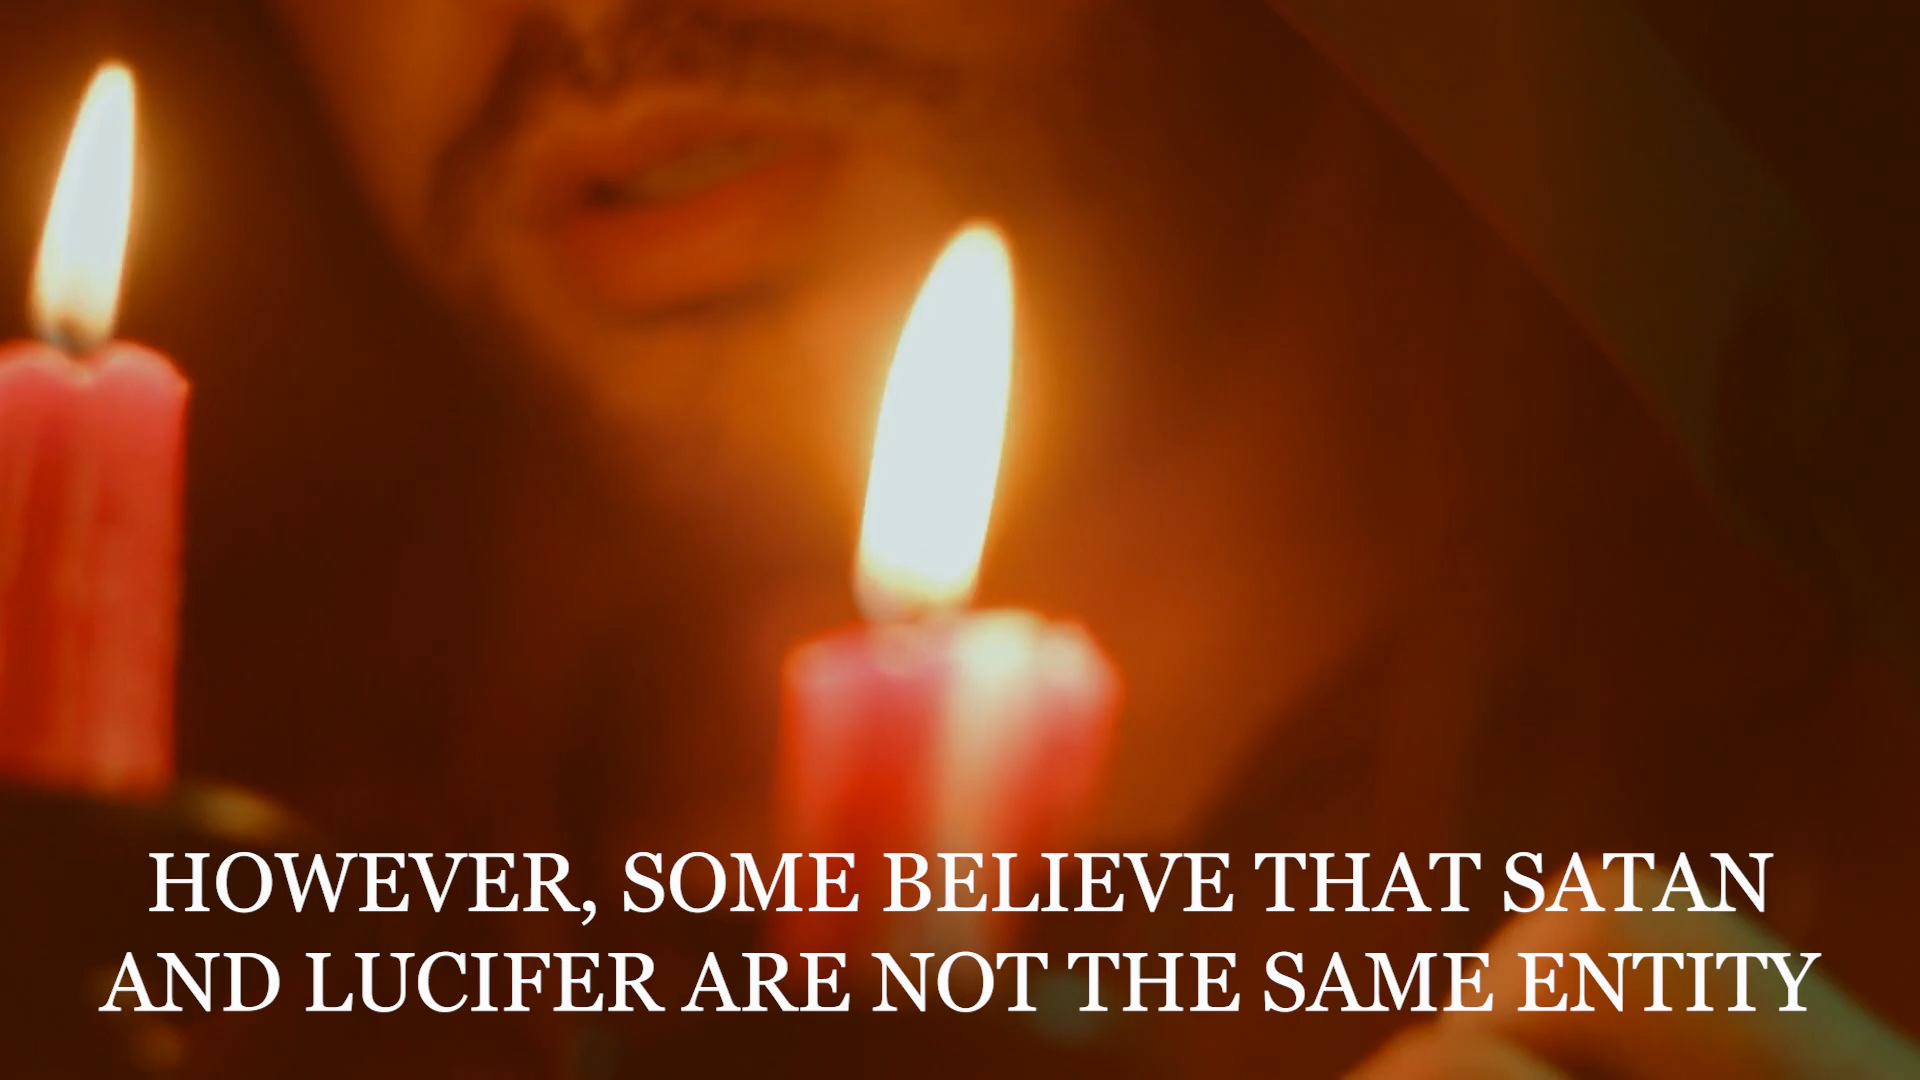 HOWEVER, SOME BELIEVE THAT SATAN
AND LUCIFER ARE NOT THE SAME ENTITY